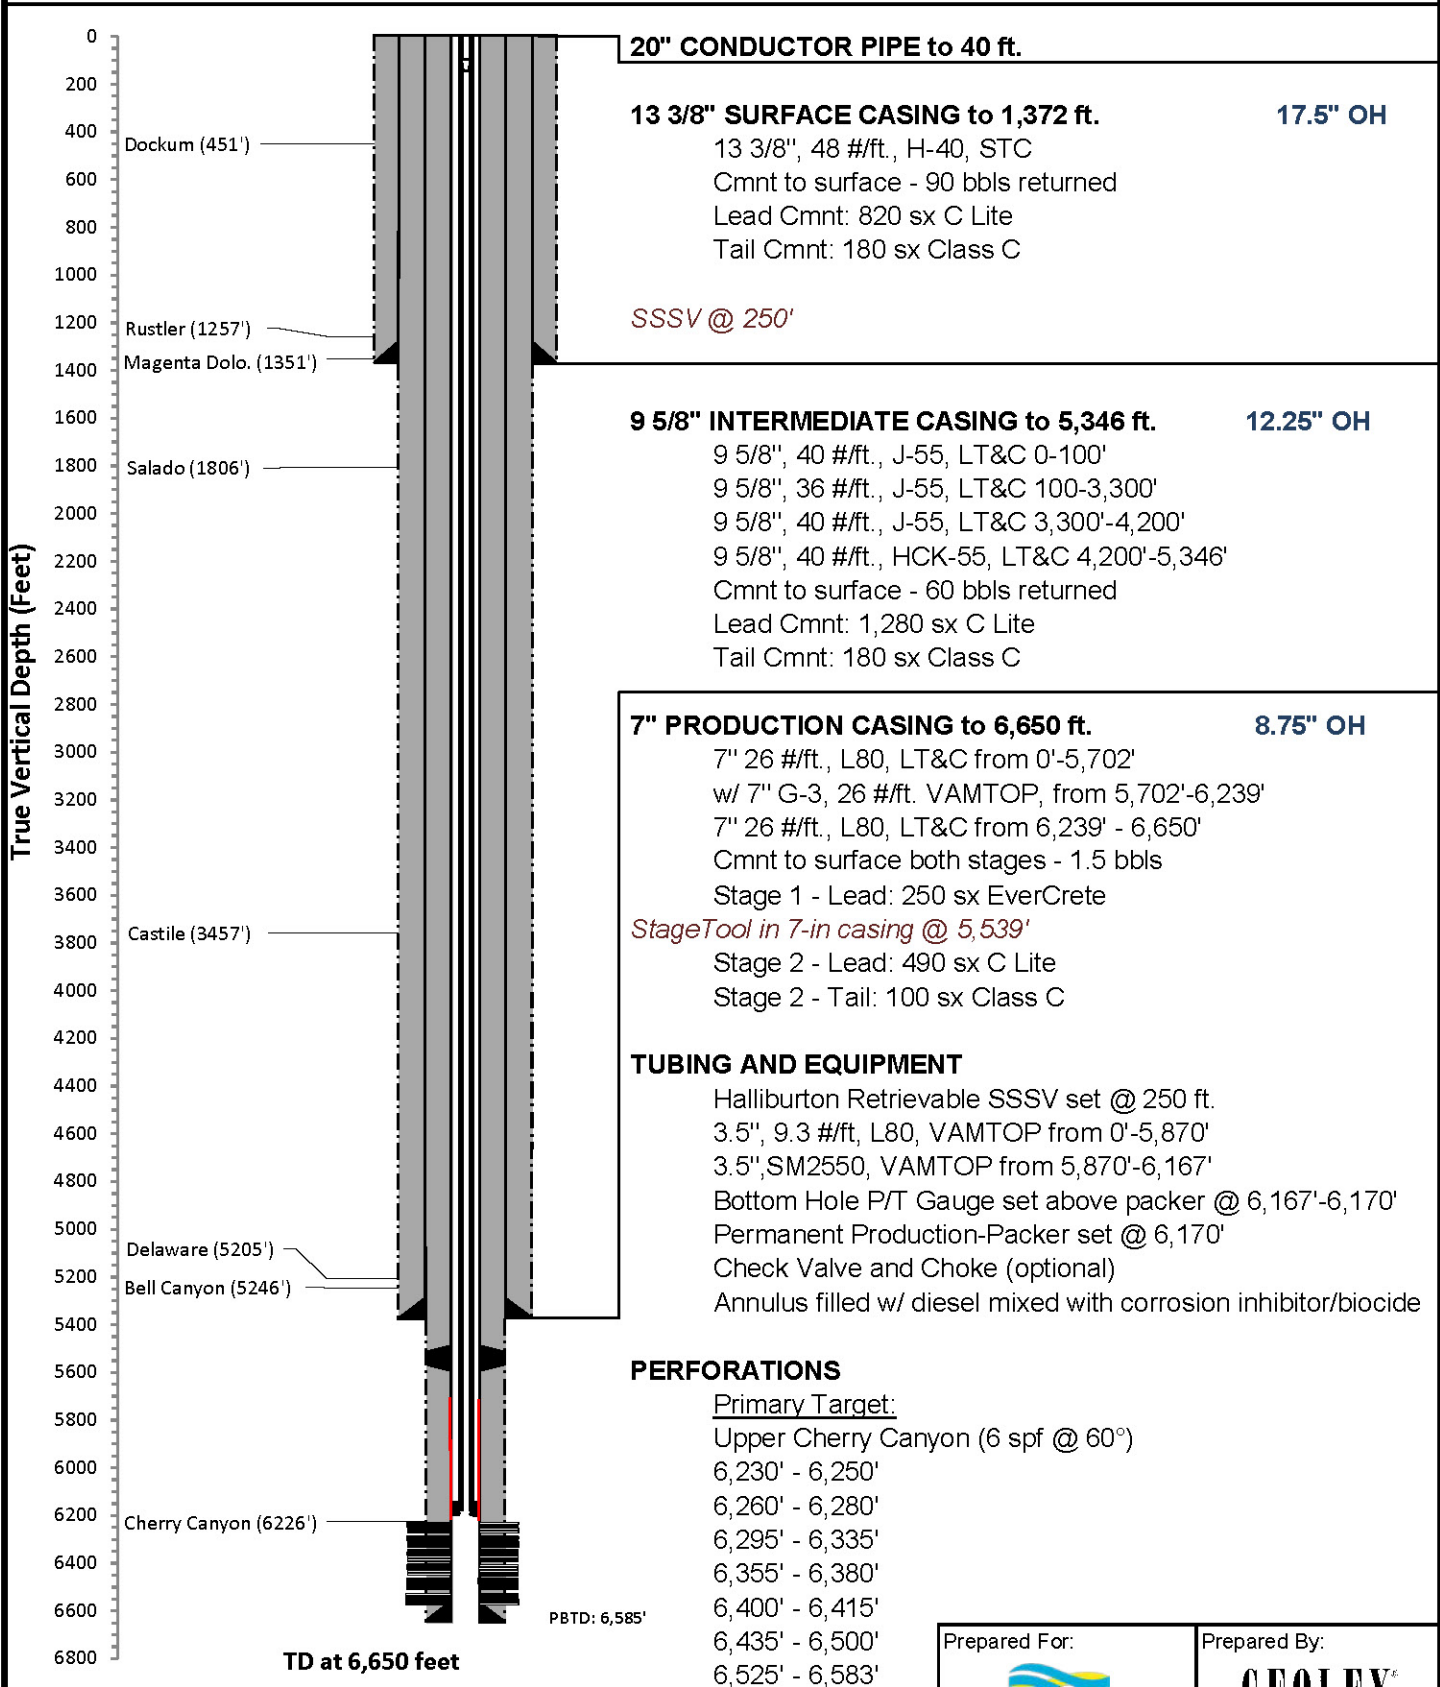 True Vertical Depth (Feet)
0
200
400
600
800
1000
1200
1400
1600
1800
2000
2200
2400
2600
2800
3000
3200
3400
3600
3800
4000
4200
4400
4600
4800
5000
5200
5400
5600
5800
6000
6200
6400
6600
6800
Dockum (451')
Rustler (1257')
Magenta Dolo. (1351')
Salado (1806')
Castile (3457')
Delaware (5205')
Bell Canyon (5246')
Cherry Canyon (6226')
PBTD: 6,585'
TD at 6,650 feet
20" CONDUCTOR PIPE to 40 ft.
13 3/8" SURFACE CASING to 1,372 ft. 17.5" OH
13 3/8", 48 #/ft., H-40, STC
Cmnt to surface - 90 bbls returned
Lead Cmnt: 820 sx C Lite
Tail Cmnt: 180 sx Class C
SSSV @ 250'
9 5/8" INTERMEDIATE CASING to 5,346 ft. 12.25" OH
9 5/8", 40 #/ft., J-55, LT&C 0-100'
9 5/8", 36 #/ft., J-55, LT&C 100-3,300'
9 5/8", 40 #/ft., J-55, LT&C 3,300'-4,200'
9 5/8", 40 #/ft., HCK-55, LT&C 4,200'-5,346'
Cmnt to surface - 60 bbls returned
Lead Cmnt: 1,280 sx C Lite
Tail Cmnt: 180 sx Class C
7" PRODUCTION CASING to 6,650 ft. 8.75" OH
7" 26 #/ft., L80, LT&C from 0'-5,702'
w/ 7" G-3, 26 #/ft. VAMTOP, from 5,702'-6,239'
7" 26 #/ft., L80, LT&C from 6,239' - 6,650'
Cmnt to surface both stages - 1.5 bbls
Stage 1 - Lead: 250 sx EverCrete
StageTool in 7-in casing @ 5,539'
Stage 2 - Lead: 490 sx C Lite
Stage 2 - Tail: 100 sx Class C
TUBING AND EQUIPMENT
Halliburton Retrievable SSSV set @ 250 ft.
3.5", 9.3 #/ft, L80, VAMTOP from 0'-5,870'
3.5",SM2550, VAMTOP from 5,870'-6,167'
Bottom Hole P/T Gauge set above packer @ 6,167'-6,170'
Permanent Production-Packer set @ 6,170'
Check Valve and Choke (optional)
Annulus filled w/ diesel mixed with corrosion inhibitor/biocide
PERFORATIONS
Primary Target:
Upper Cherry Canyon (6 spf @ 60°)
6,230' - 6,250'
6,260' - 6,280'
6,295' - 6,335'
6,355' - 6,380'
6,400' - 6,415'
6,435' - 6,500'
6,525' - 6,583'
Prepared For:
Prepared By:
GEOLEX®